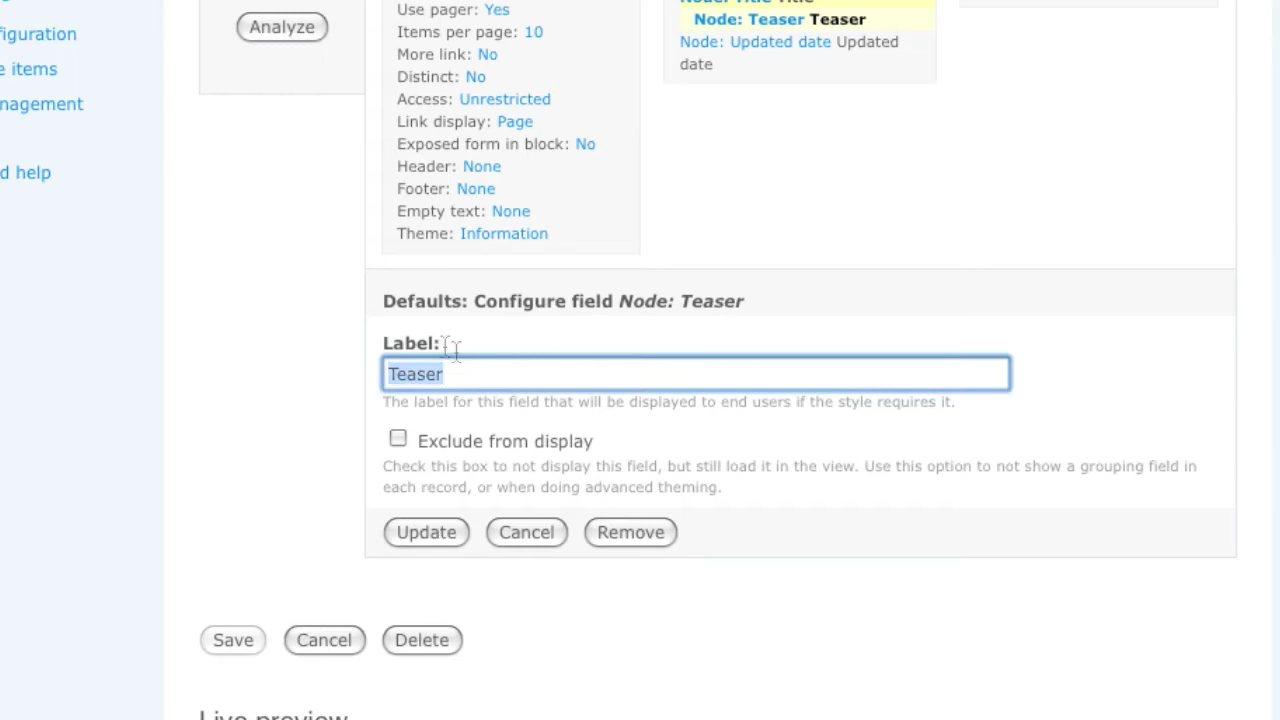 figuration
e items
nagement
d help
Analyze
Use pager: Yes
Items per page: 10
More link: No
Distinct: No
Access: Unrestricted
Link display: Page
Exposed form in block: No
Header: None
Footer: None
Empty text: None
Theme: Information
Node: Title Title
Node: Teaser Teaser
Node: Updated date Updated
date
Defaults: Configure field Node: Teaser
Label:
Teaser
The label for this field that will be displayed to end users if the style requires it.
Exclude from display
Check this box to not display this field, but still load it in the view. Use this option to not show a grouping field in
each record, or when doing advanced theming.
Update Cancel Remove
Save Cancel Delete
Live preview